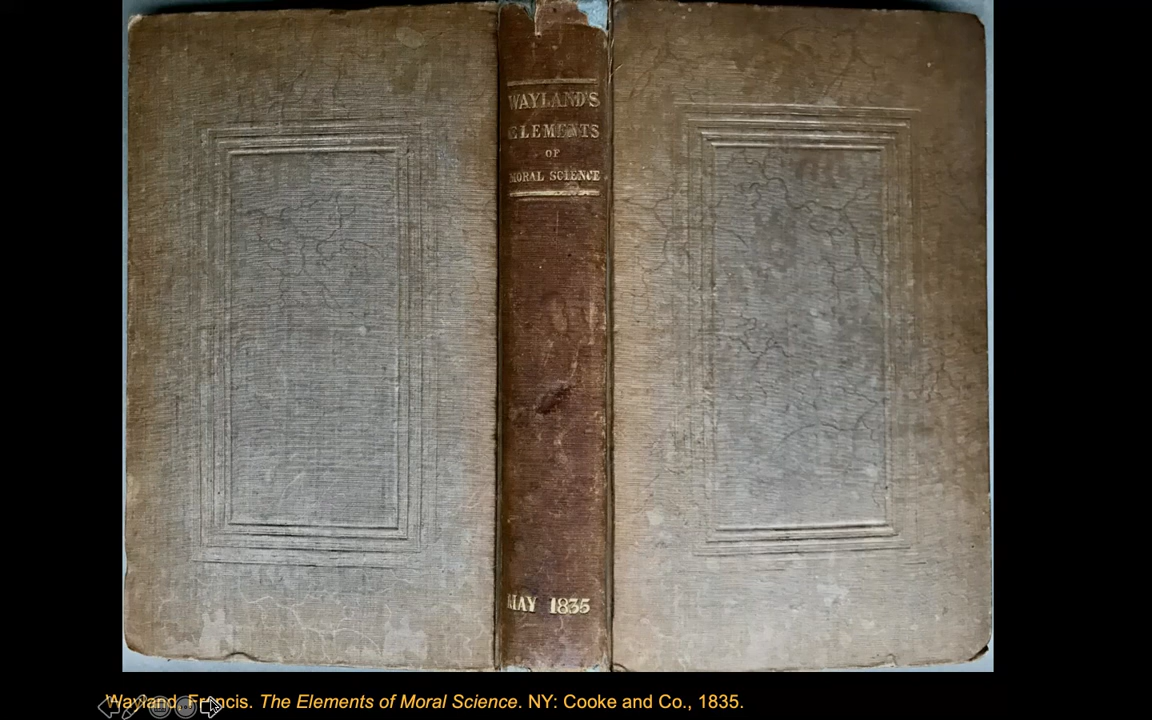 WAYLAND'S
ELEMENTS
OF
MORAL SCIENCE
MAY 1835
Wayland, Francis. The Elements of Moral Science. NY: Cooke and Co., 1835.